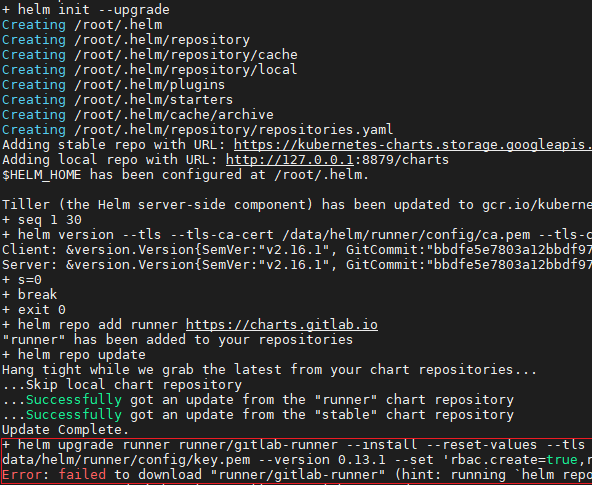 + helm init --upgrade
Creating /root/.helm
Creating /root/.helm/repository
Creating /root/.helm/repository/cache
Creating /root/.helm/repository/local
Creating /root/.helm/plugins
Creating /root/.helm/starters
Creating /root/.helm/cache/archive
Creating /root/.helm/repository/repositories.yaml
Adding stable repo with URL: https://kubernetes-charts.storage.googleapis.
Adding local repo with URL: http://127.0.0.1:8879/charts
$HELM_HOME has been configured at /root/.helm.
Tiller (the Helm server-side component) has been updated to gcr.io/kuberne
+ seq 1 30
+ helm version --tls --tls-ca-cert /data/helm/runner/config/ca.pem --tls-c
Client: &version.Version{SemVer:"v2.16.1", GitCommit:"bbdfe5e7803a12bbdf97
Server: &version.Version{SemVer:"v2.16.1", GitCommit:"bbdfe5e7803a12bbdf97
+ s=0
+ break
+ exit 0
+ helm repo add runner https://charts.gitlab.io
"runner" has been added to your repositories
+ helm repo update
Hang tight while we grab the latest from your chart repositories...
...Skip local chart repository
...Successfully got an update from the "runner" chart repository
...Successfully got an update from the "stable" chart repository
Update Complete.
+ helm upgrade runner runner/gitlab-runner --install --reset-values --tls
data/helm/runner/config/key.pem --version 0.13.1 --set 'rbac.create=true,r
Error: failed to download "runner/gitlab-runner" (hint: running `helm repo